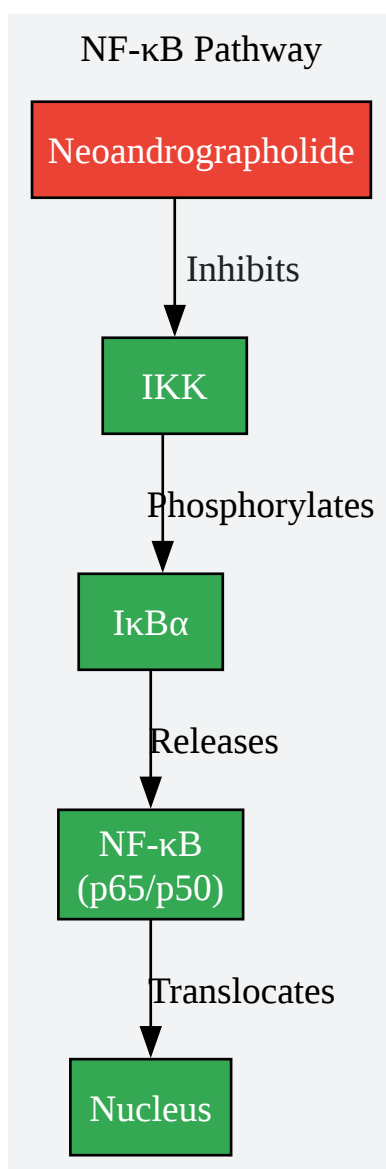 NF-κB Pathway
Neoandrographolide
Inhibits
IKK
Phosphorylates
IκBα
Releases
NF-κB
(p65/p50)
Translocates
Nucleus